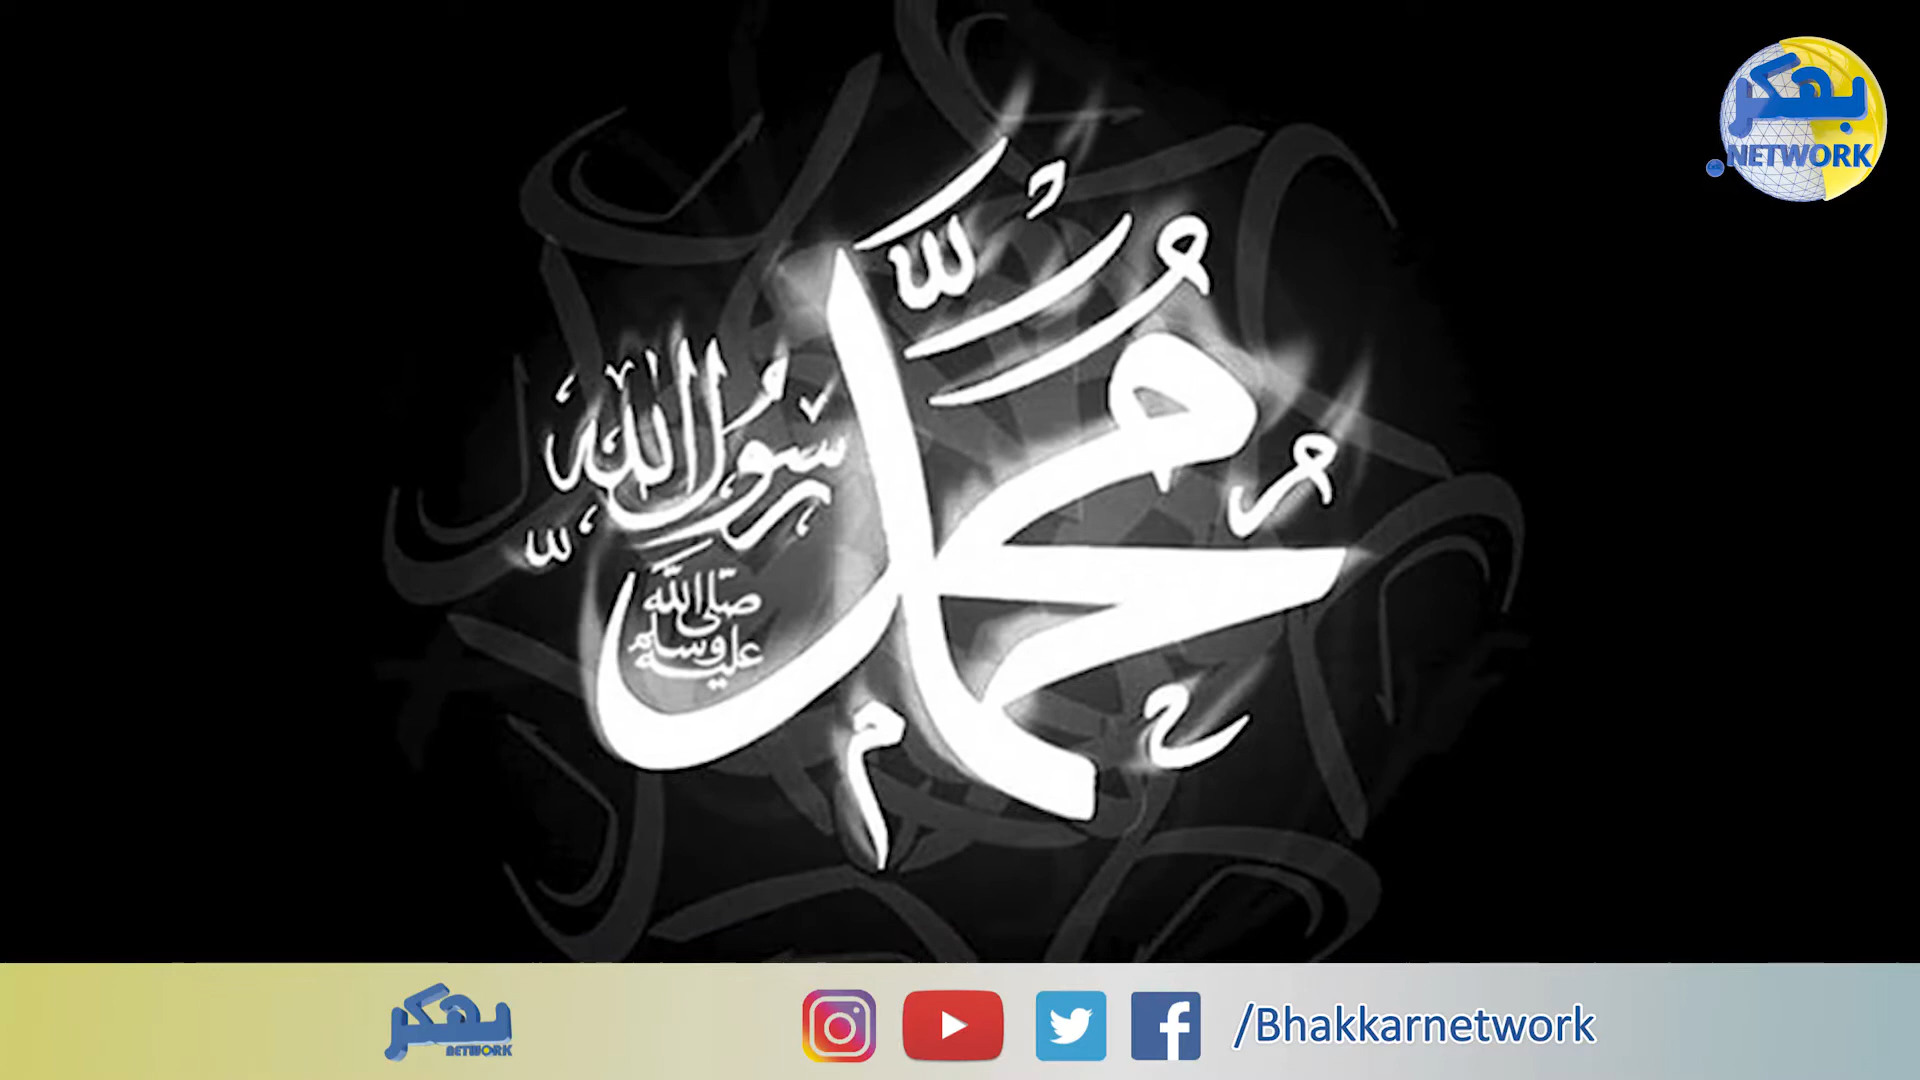 بھکر
NETWORK
محمد
رسول الله
صلى الله
عليه وسلم
بھکر
NETWORK
/Bhakkarnetwork